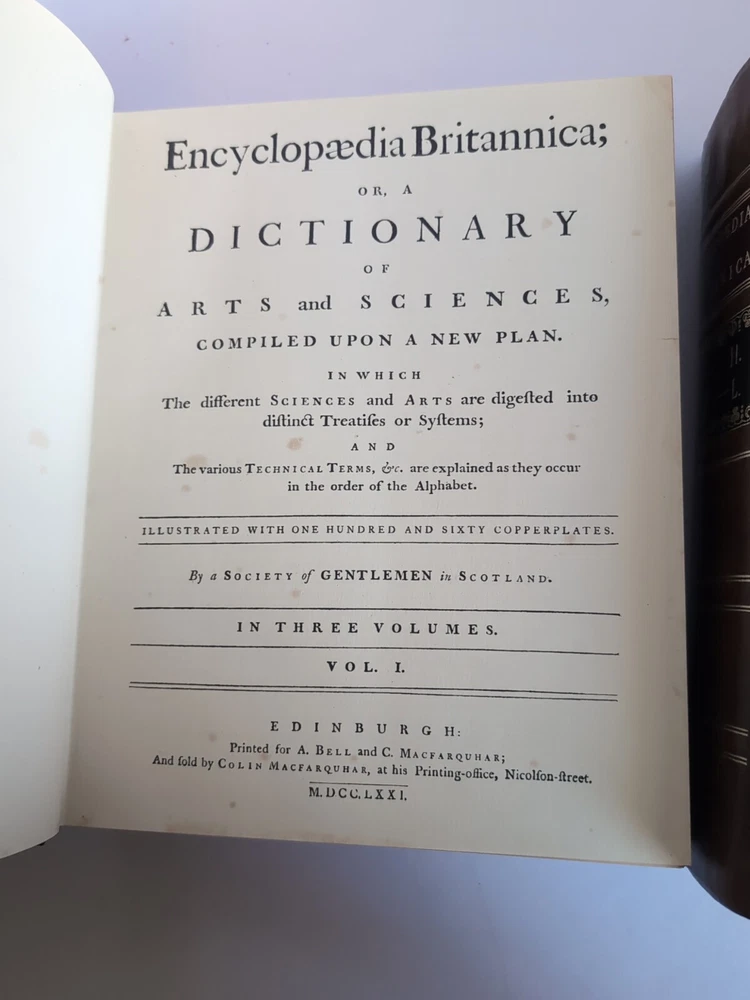 Encyclopædia Britannica;
OR, A
DICTIONARY
OF
ARTS and SCIENCES,
COMPILED UPON A NEW PLAN.
IN WHICH
The different SCIENCES and ARTS are digeſted into
diſtinct Treatiſes or Syſtems;
AND
The various TECHNICAL TERMS, &c. are explained as they occur
in the order of the Alphabet.
ILLUSTRATED WITH ONE HUNDRED AND SIXTY COPPERPLATES.
By a SOCIETY of GENTLEMEN in SCOTLAND.
IN THREE VOLUMES.
VOL. I.
EDINBURGH:
Printed for A. BELL and C. MACFARQUHAR;
And ſold by COLIN MACFARQUHAR, at his Printing-office, Nicolſon-ſtreet.
M.DCC.LXXI.
II.